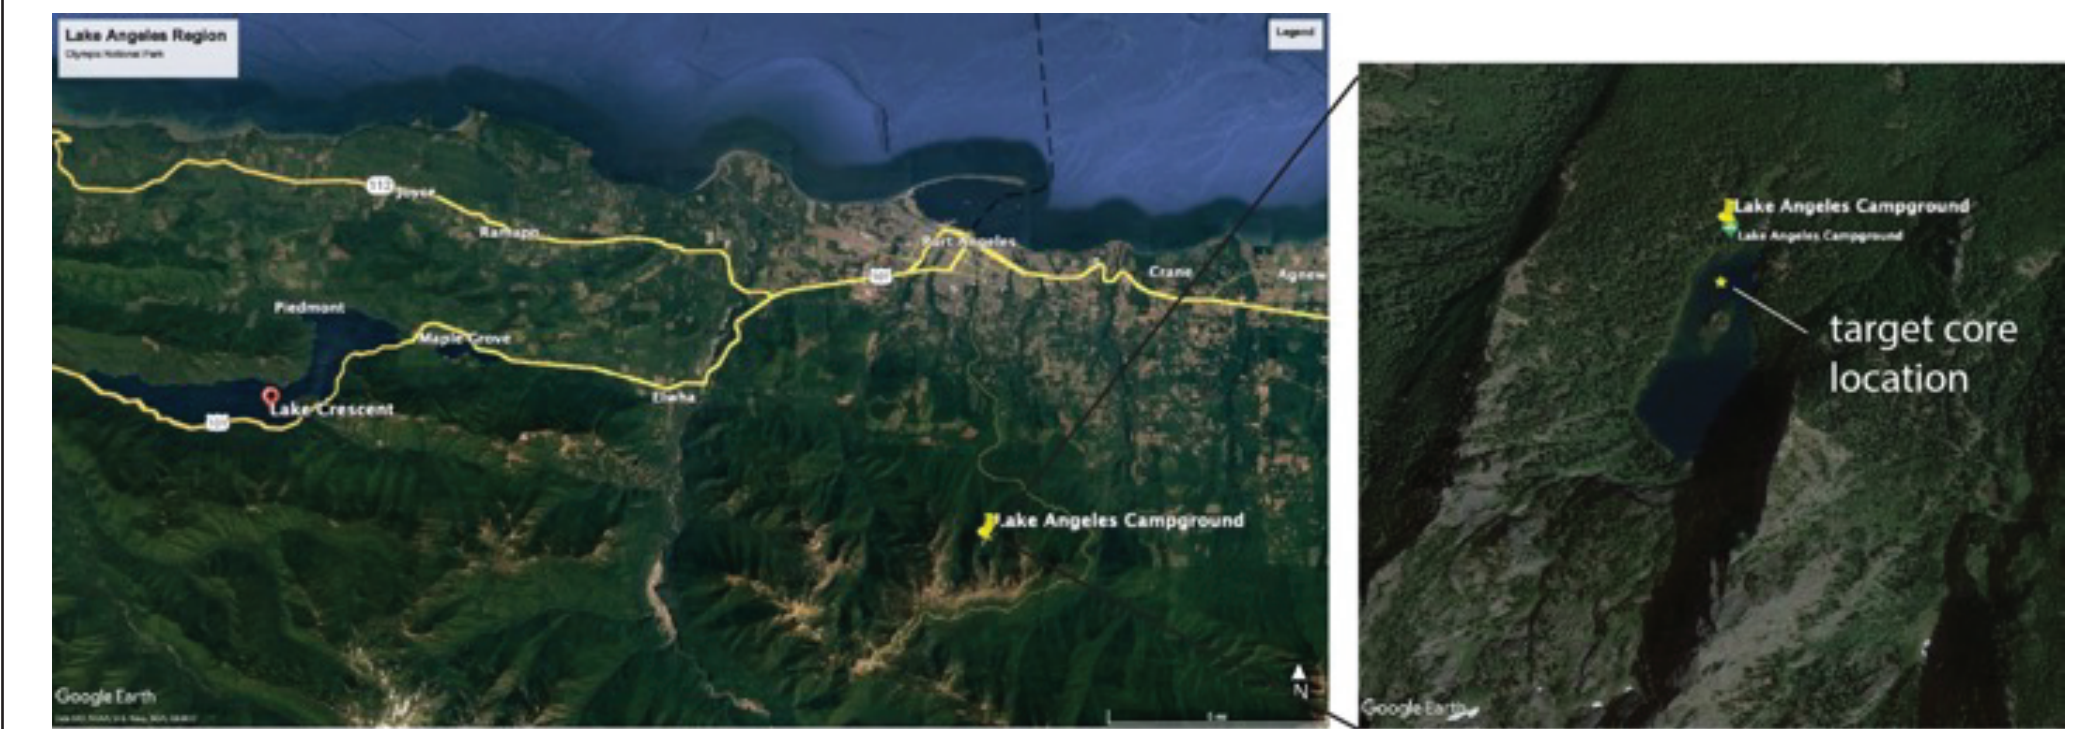 Lake Angeles Region
Olympic National Park
Legend
112
Joyce
Ramapo
Port Angeles
Crane
Agnew
Piedmont
Maple Grove
Lake Crescent
101
Elwha
Lake Angeles Campground
N
Google Earth
Lake Angeles Campground
Lake Angeles Campground
target core
location
Google Earth